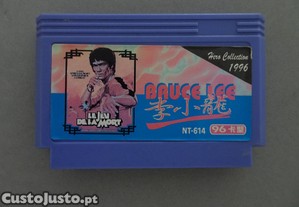 Hero Collection
1996
BRUCE LEE
李小龍
LE JEU
DE LA MORT
NT-614
96卡
CustoJusto.pt